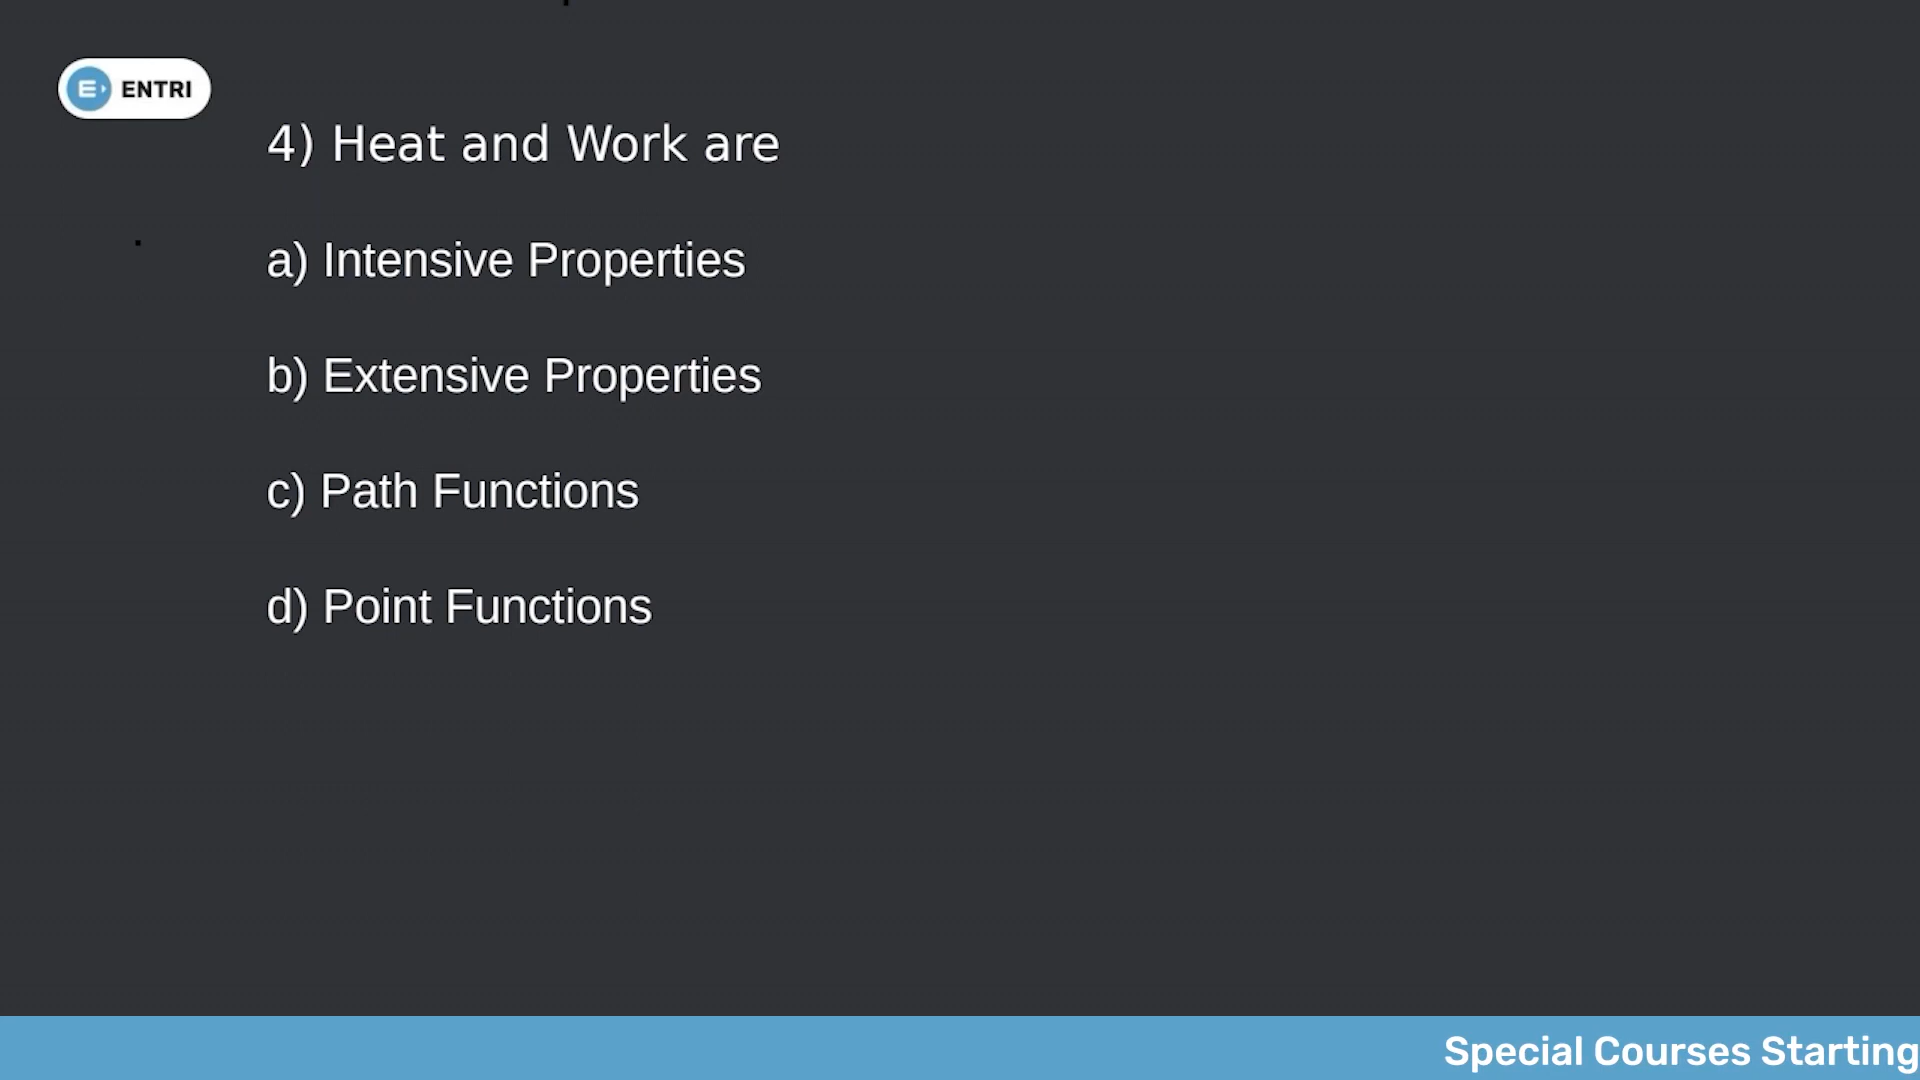 ENTRI
4) Heat and Work are
a) Intensive Properties
b) Extensive Properties
c) Path Functions
d) Point Functions
Special Courses Starting